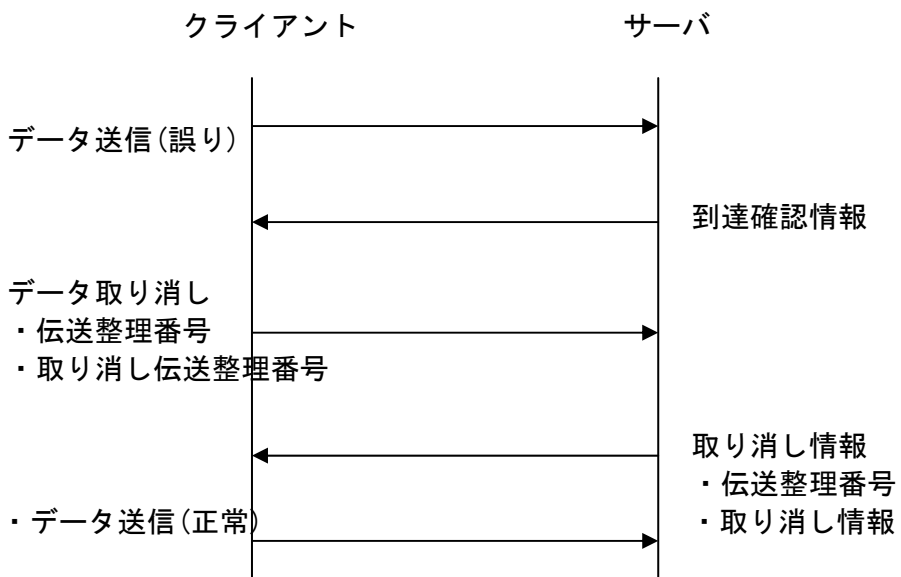 クライアント
サーバ
データ送信(誤り)
到達確認情報
データ取り消し
・伝送整理番号
・取り消し伝送整理番号
取り消し情報
・伝送整理番号
・取り消し情報
・データ送信(正常)